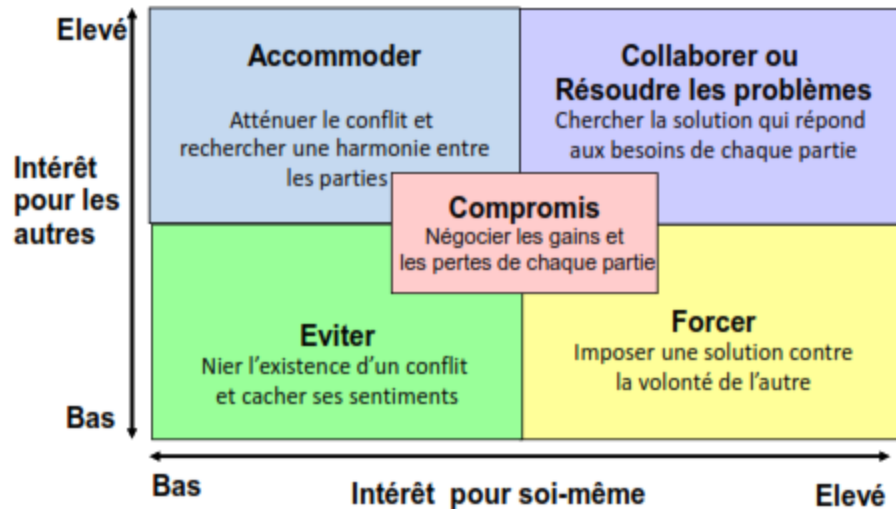 Elevé
Accommoder
Atténuer le conflit et
rechercher une harmonie entre
les parties
Collaborer ou
Résoudre les problèmes
Chercher la solution qui répond
aux besoins de chaque partie
Intérêt
pour les
autres
Compromis
Négocier les gains et
les pertes de chaque partie
Eviter
Nier l'existence d'un conflit
et cacher ses sentiments
Forcer
Imposer une solution contre
la volonté de l'autre
Bas
Bas
Intérêt pour soi-même
Elevé